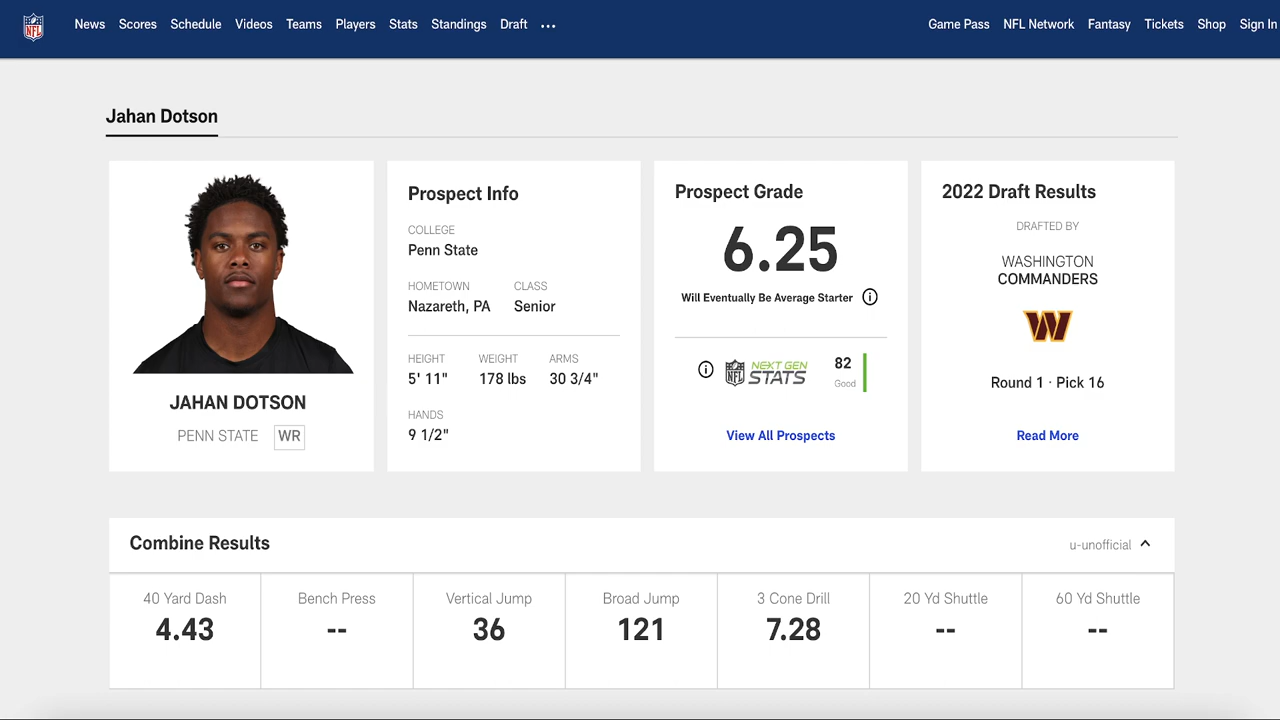 NFL News Scores Schedule Videos Teams Players Stats Standings Draft ... Game Pass NFL Network Fantasy Tickets Shop Sign In
Jahan Dotson
JAHAN DOTSON
PENN STATE WR
Prospect Info
COLLEGE
Penn State
HOMETOWN CLASS
Nazareth, PA Senior
HEIGHT WEIGHT ARMS
5' 11" 178 lbs 30 3/4"
HANDS
9 1/2"
Prospect Grade
6.25
Will Eventually Be Average Starter i
i NFL NEXT GEN STATS 82
Good
View All Prospects
2022 Draft Results
DRAFTED BY
WASHINGTON
COMMANDERS
W
Round 1 · Pick 16
Read More
Combine Results u-unofficial
40 Yard Dash Bench Press Vertical Jump Broad Jump 3 Cone Drill 20 Yd Shuttle 60 Yd Shuttle
4.43 -- 36 121 7.28 -- --